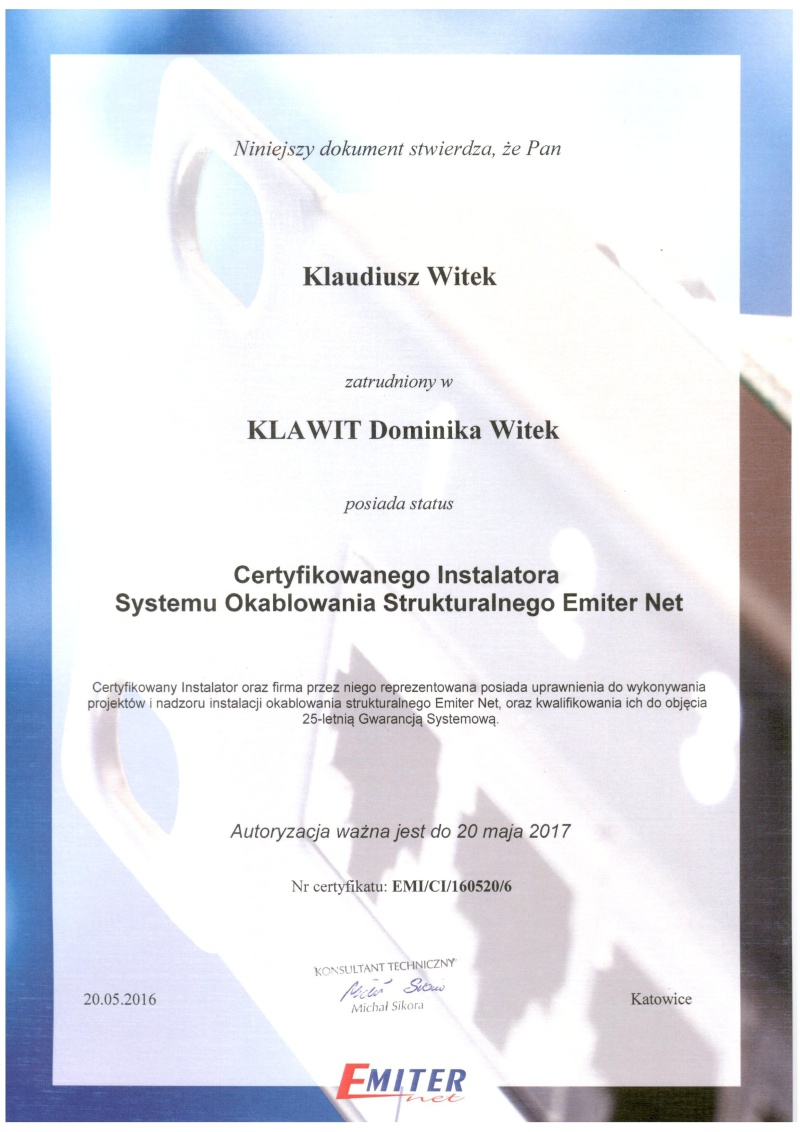 Niniejszy dokument stwierdza, że Pan
Klaudiusz Witek
zatrudniony w
KLAWIT Dominika Witek
posiada status
Certyfikowanego Instalatora
Systemu Okablowania Strukturalnego Emiter Net
Certyfikowany Instalator oraz firma przez niego reprezentowana posiada uprawnienia do wykonywania
projektów i nadzoru instalacji okablowania strukturalnego Emiter Net, oraz kwalifikowania ich do objęcia
25-letnią Gwarancją Systemową.
Autoryzacja ważna jest do 20 maja 2017
Nr certyfikatu: EMI/CI/160520/6
KONSULTANT TECHNICZNY
Michał Sikora
20.05.2016
Katowice
EMITER
net